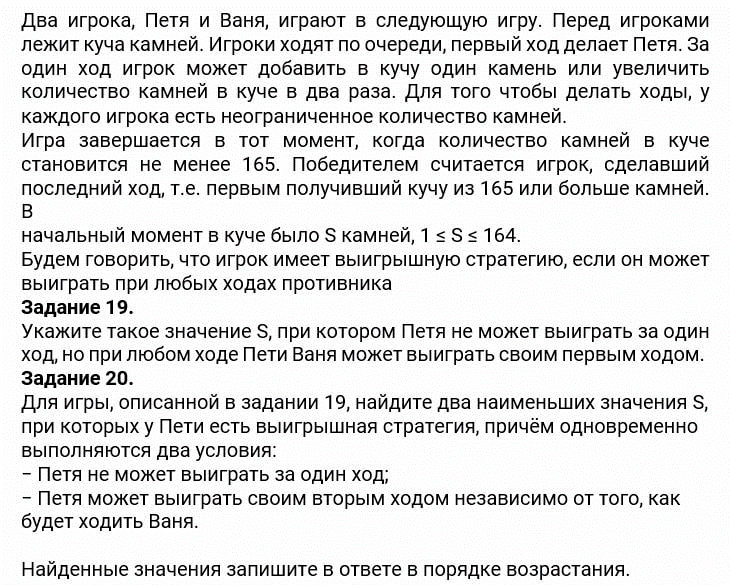 Два игрока, Петя и Ваня, играют в следующую игру. Перед игроками
лежит куча камней. Игроки ходят по очереди, первый ход делает Петя. За
один ход игрок может добавить в кучу один камень или увеличить
количество камней в куче в два раза. Для того чтобы делать ходы, у
каждого игрока есть неограниченное количество камней.
Игра завершается в тот момент, когда количество камней в куче
становится не менее 165. Победителем считается игрок, сделавший
последний ход, т.е. первым получивший кучу из 165 или больше камней.
В
начальный момент в куче было S камней, 1 ≤ S ≤ 164.
Будем говорить, что игрок имеет выигрышную стратегию, если он может
выиграть при любых ходах противника
Задание 19.
Укажите такое значение S, при котором Петя не может выиграть за один
ход, но при любом ходе Пети Ваня может выиграть своим первым ходом.
Задание 20.
Для игры, описанной в задании 19, найдите два наименьших значения S,
при которых у Пети есть выигрышная стратегия, причём одновременно
выполняются два условия:
− Петя не может выиграть за один ход;
− Петя может выиграть своим вторым ходом независимо от того, как
будет ходить Ваня.
Найденные значения запишите в ответе в порядке возрастания.